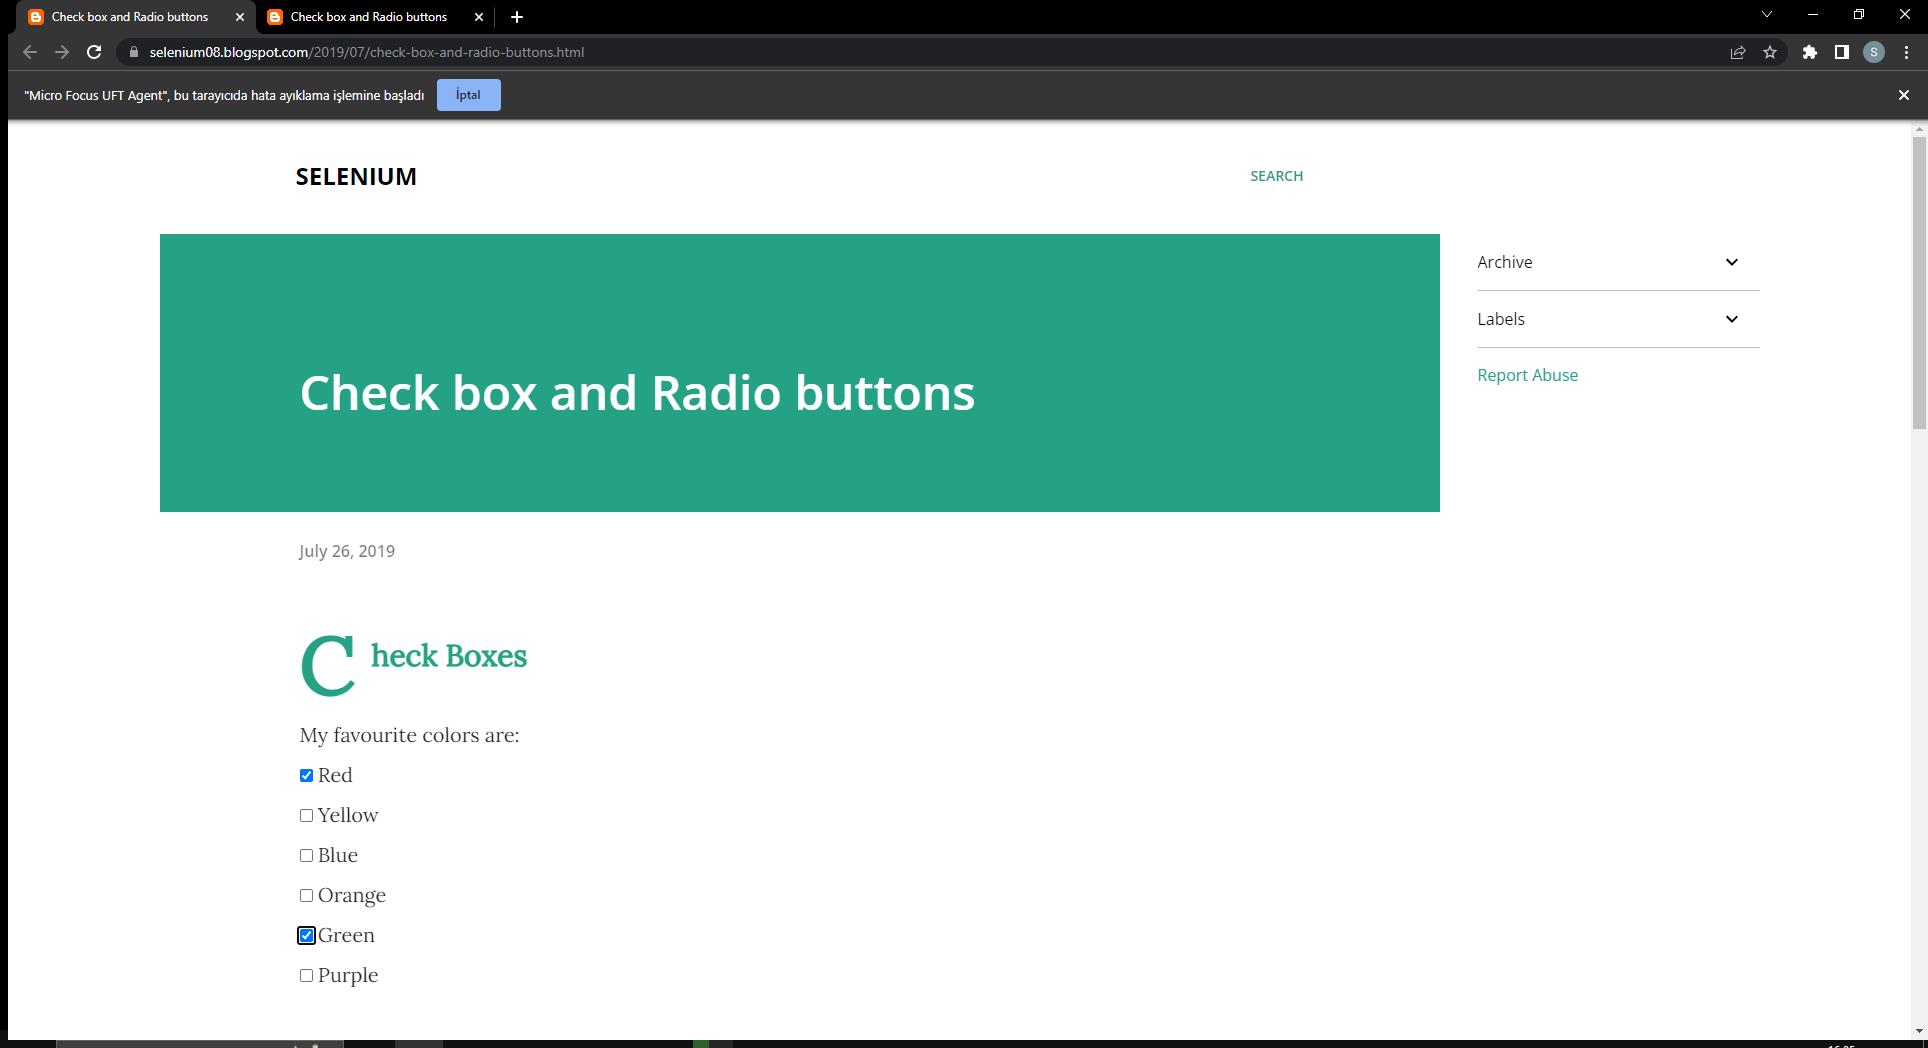 Check box and Radio buttons
Check box and Radio buttons
selenium08.blogspot.com/2019/07/check-box-and-radio-buttons.html
S
"Micro Focus UFT Agent", bu tarayıcıda hata ayıklama işlemine başladı
İptal
SELENIUM
SEARCH
Check box and Radio buttons
Archive
Labels
Report Abuse
July 26, 2019
Check Boxes
My favourite colors are:
Red
Yellow
Blue
Orange
Green
Purple